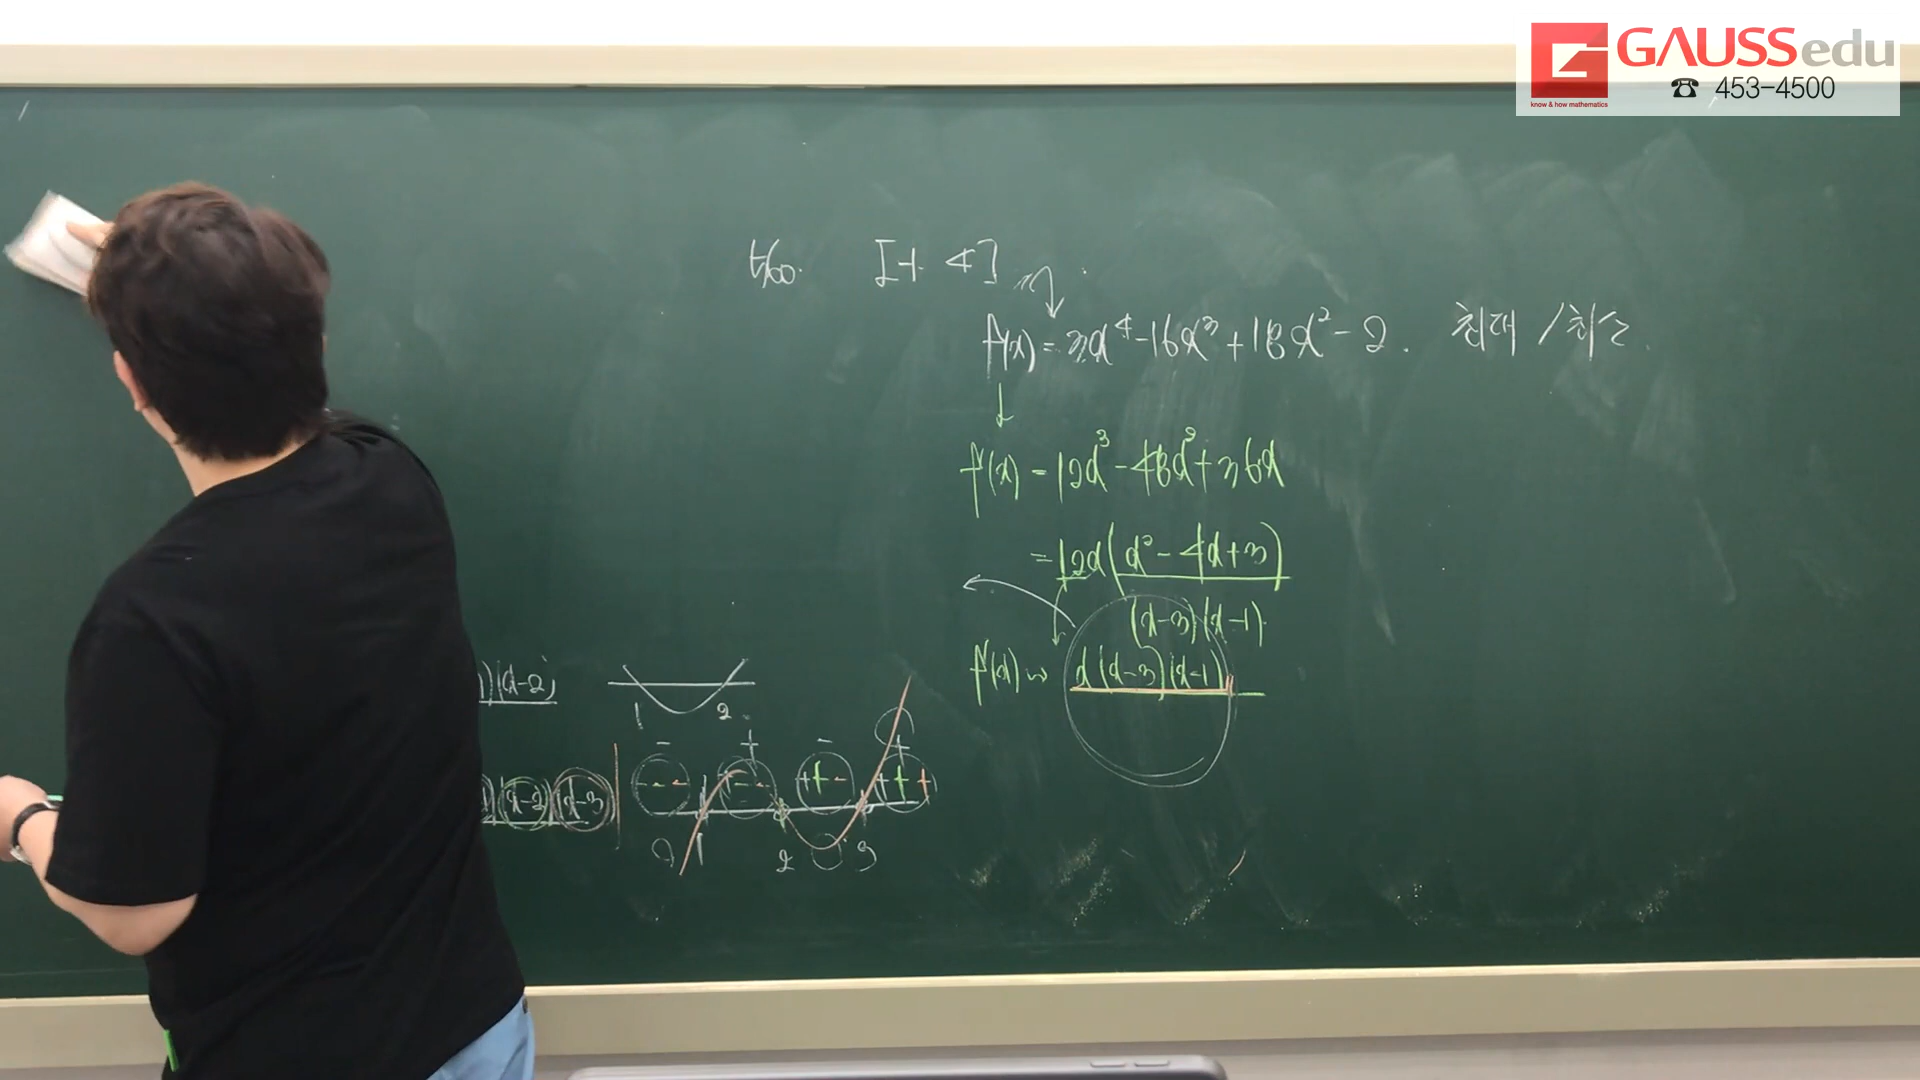 GAUSSedu
know & how mathematics
☎ 453-4500
[-1. 4]
f(x) = 3x⁴-16x³+18x²-2. 최대/최소.
f'(x) = 12x³-48x²+36x
= 12x(x²-4x+3)
(x-3)(x-1)
f'(x) ~ x(x-3)(x-1)
)(x-2)
1 2
- + - +
(x-2)(x-3) --- +-- ++- +++
1 2 3